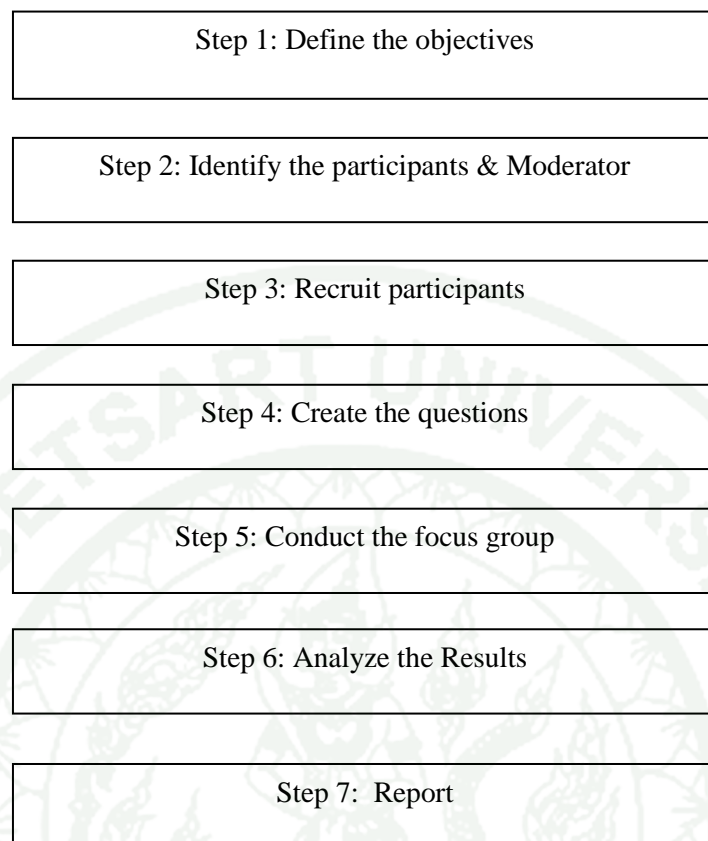 Step 1: Define the objectives
Step 2: Identify the participants & Moderator
Step 3: Recruit participants
Step 4: Create the questions
Step 5: Conduct the focus group
Step 6: Analyze the Results
Step 7:  Report